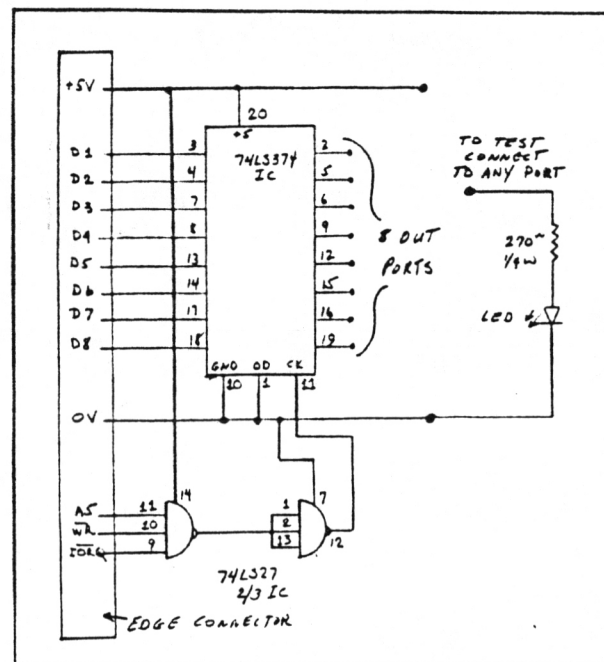 +5V
20
+5
74LS374
IC
D1 3 2
D2 4 5
D3 7 6
D4 8 9
D5 13 12
D6 14 15
D7 17 16
D8 18 19
8 OUT
PORTS
TO TEST
CONNECT
TO ANY PORT
270~
1/4W
LED
GND OD CK
10 1 11
0V
14
7
A5 11
WR 10
IORQ 9
1
2
13
12
74LS27
2/3 IC
EDGE CONNECTOR